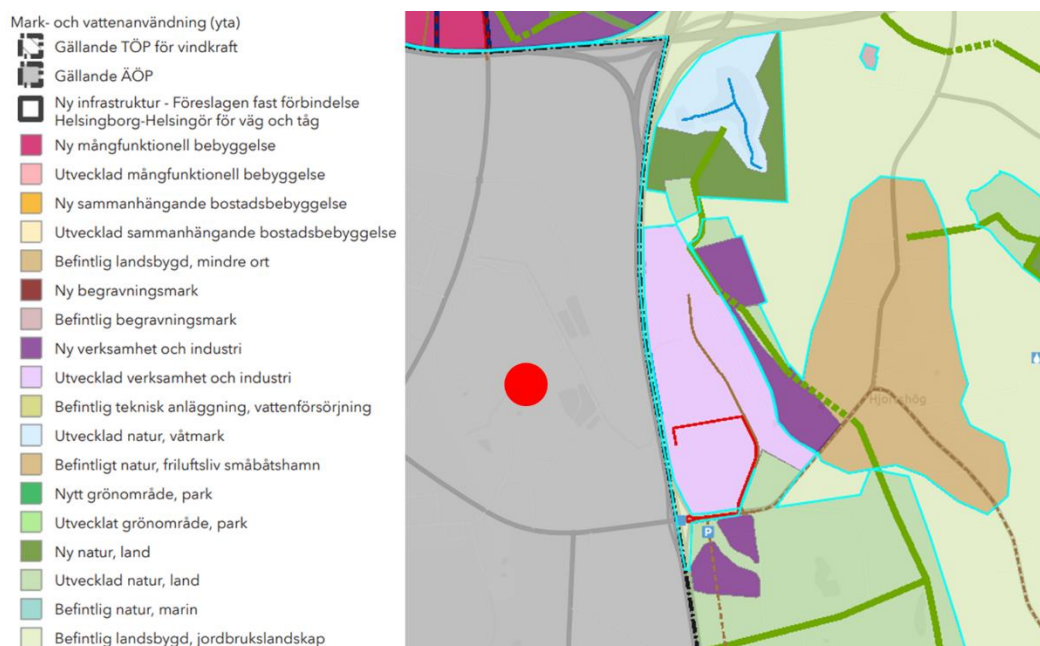 Mark- och vattenanvändning (yta)
Gällande TÖP för vindkraft
Gällande ÄÖP
Ny infrastruktur - Föreslagen fast förbindelse
Helsingborg-Helsingör för väg och tåg
Ny mångfunktionell bebyggelse
Utvecklad mångfunktionell bebyggelse
Ny sammanhängande bostadsbebyggelse
Utvecklad sammanhängande bostadsbebyggelse
Befintlig landsbygd, mindre ort
Ny begravningsmark
Befintlig begravningsmark
Ny verksamhet och industri
Utvecklad verksamhet och industri
Befintlig teknisk anläggning, vattenförsörjning
Utvecklad natur, våtmark
Befintligt natur, friluftsliv småbåtshamn
Nytt grönområde, park
Utvecklat grönområde, park
Ny natur, land
Utvecklad natur, land
Befintlig natur, marin
Befintlig landsbygd, jordbrukslandskap
Hjortshög
P